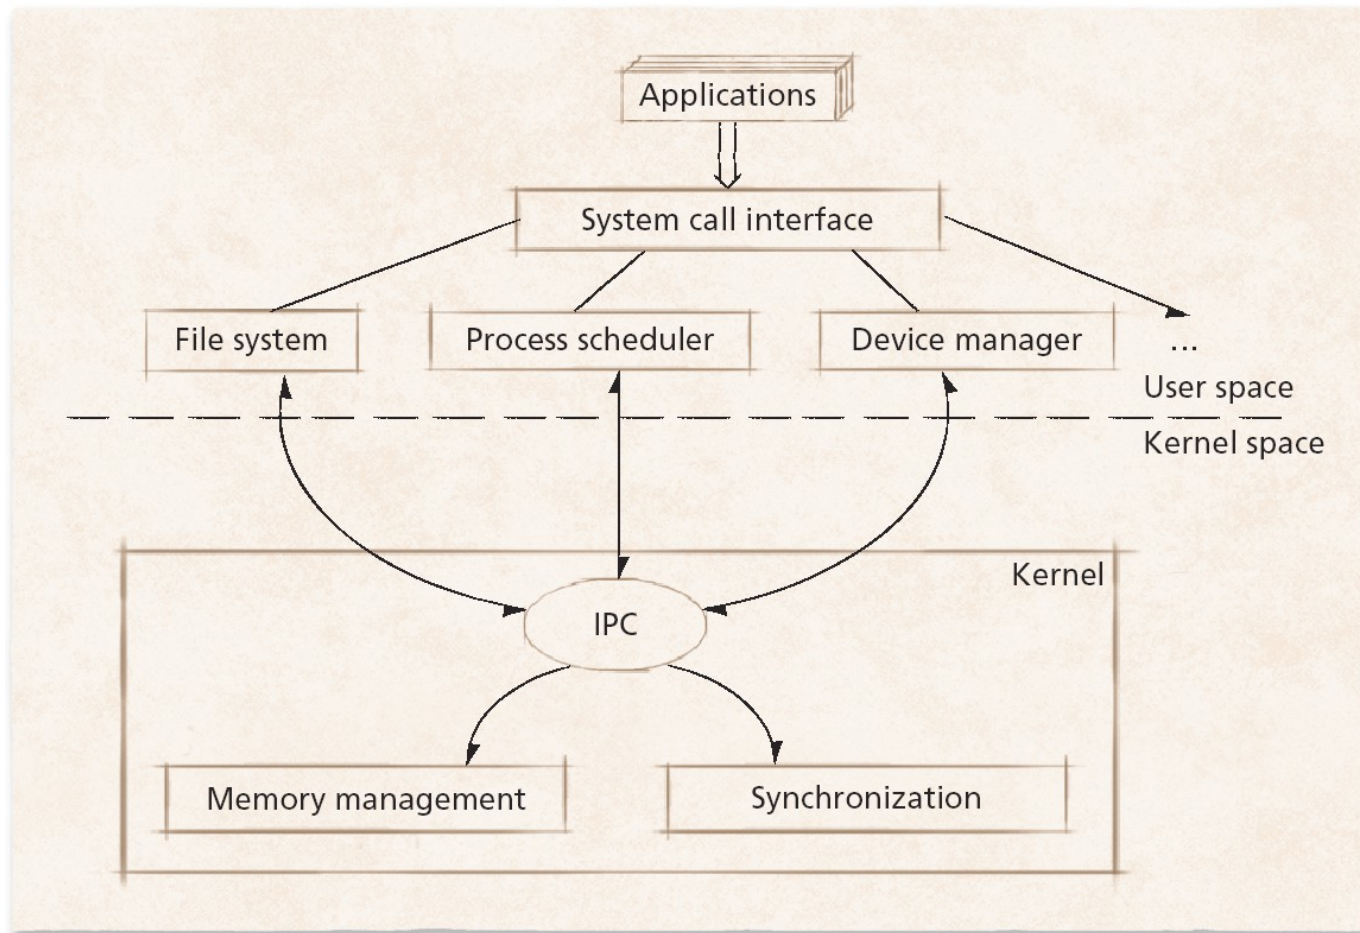 Applications
System call interface
File system
Process scheduler
Device manager
...
User space
Kernel space
Kernel
IPC
Memory management
Synchronization